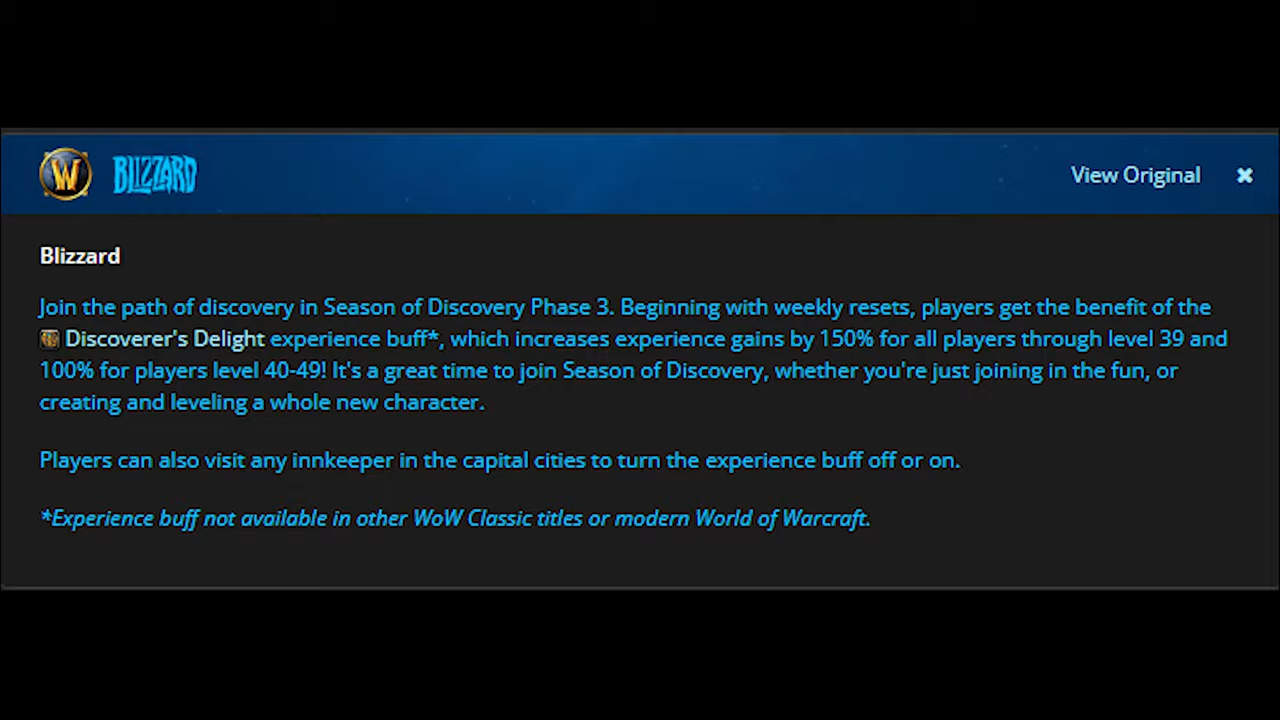 BLIZZARD
View Original ✖
Blizzard
Join the path of discovery in Season of Discovery Phase 3. Beginning with weekly resets, players get the benefit of the
Discoverer's Delight experience buff*, which increases experience gains by 150% for all players through level 39 and
100% for players level 40-49! It's a great time to join Season of Discovery, whether you're just joining in the fun, or
creating and leveling a whole new character.
Players can also visit any innkeeper in the capital cities to turn the experience buff off or on.
*Experience buff not available in other WoW Classic titles or modern World of Warcraft.